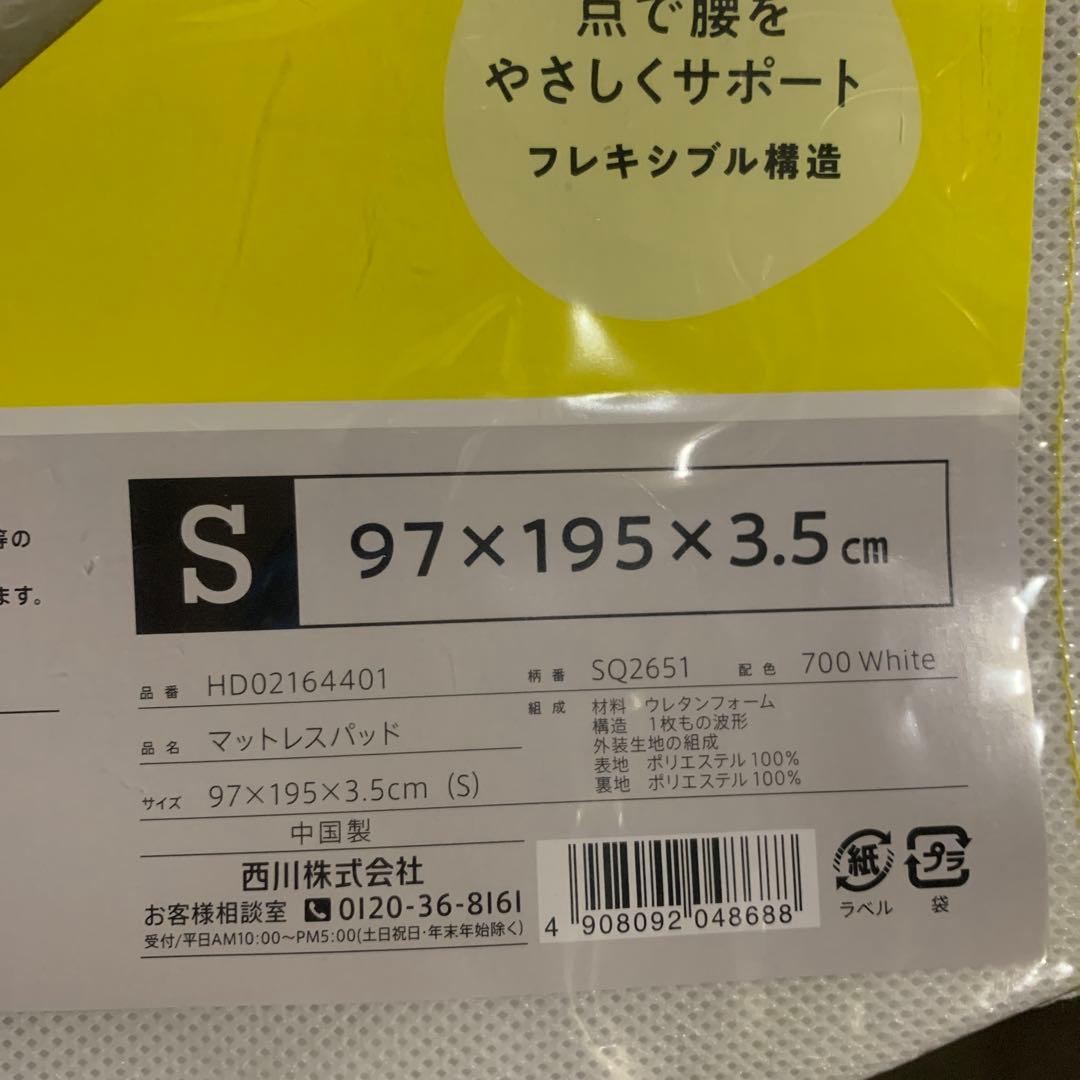 点で腰を
やさしくサポート
フレキシブル構造
等の
ます。
S 97×195×3.5cm
品番 HD02164401
柄番 SQ2651 配色 700 White
品名 マットレスパッド
組成 材料 ウレタンフォーム
構造 1枚もの波形
外装生地の組成
表地 ポリエステル100%
裏地 ポリエステル100%
サイズ 97×195×3.5cm (S)
中国製
西川株式会社
お客様相談室 0120-36-8161
受付/平日AM10:00〜PM5:00(土日祝日・年末年始除く)
4 908092 048688
紙
ラベル
プラ
袋